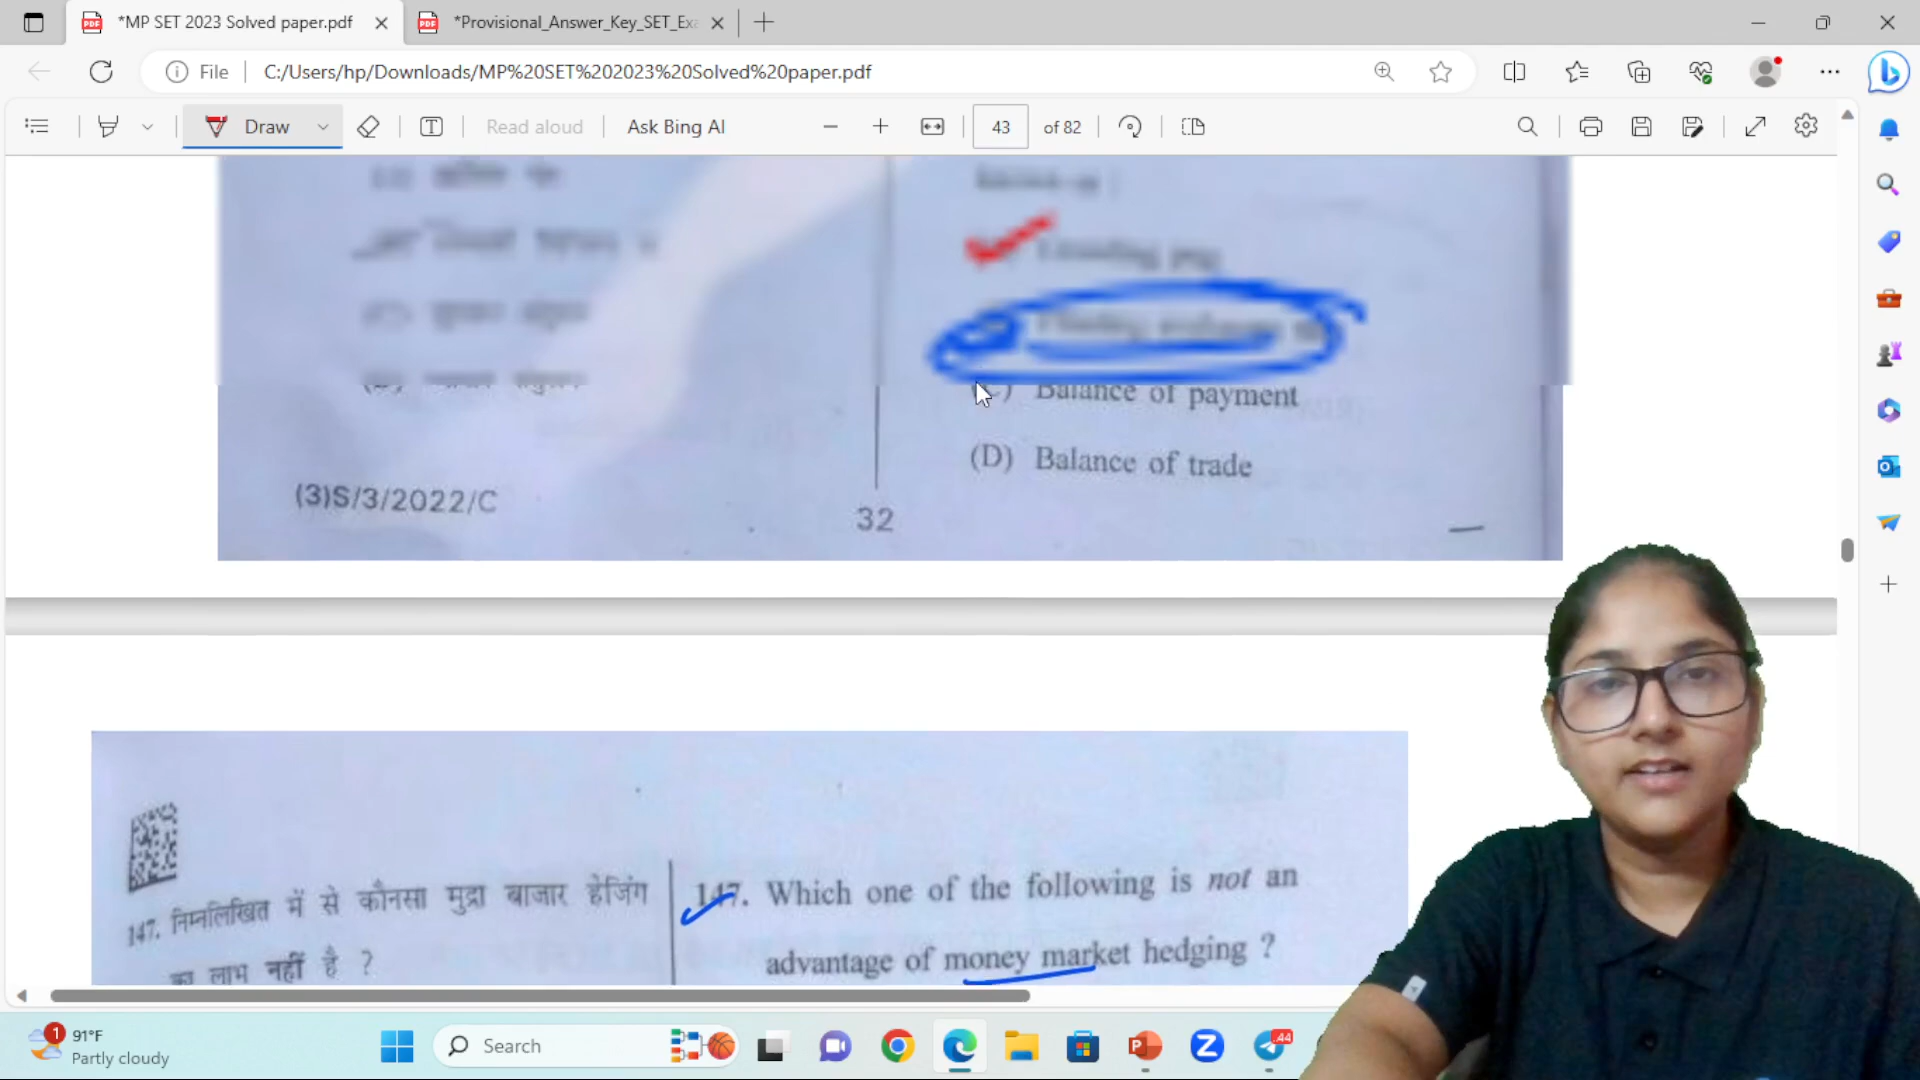 *MP SET 2023 Solved paper.pdf
*Provisional_Answer_Key_SET_Exa
File
C:/Users/hp/Downloads/MP%20SET%202023%20Solved%20paper.pdf
Draw
Read aloud
Ask Bing AI
43
of 82
(C) Balance of payment
(D) Balance of trade
(3)S/3/2022/C
32
147. निम्नलिखित में से कौनसा मुद्रा बाजार हेजिंग
का लाभ नहीं है ?
147. Which one of the following is not an
advantage of money market hedging ?
1
91°F
Partly cloudy
Search
44